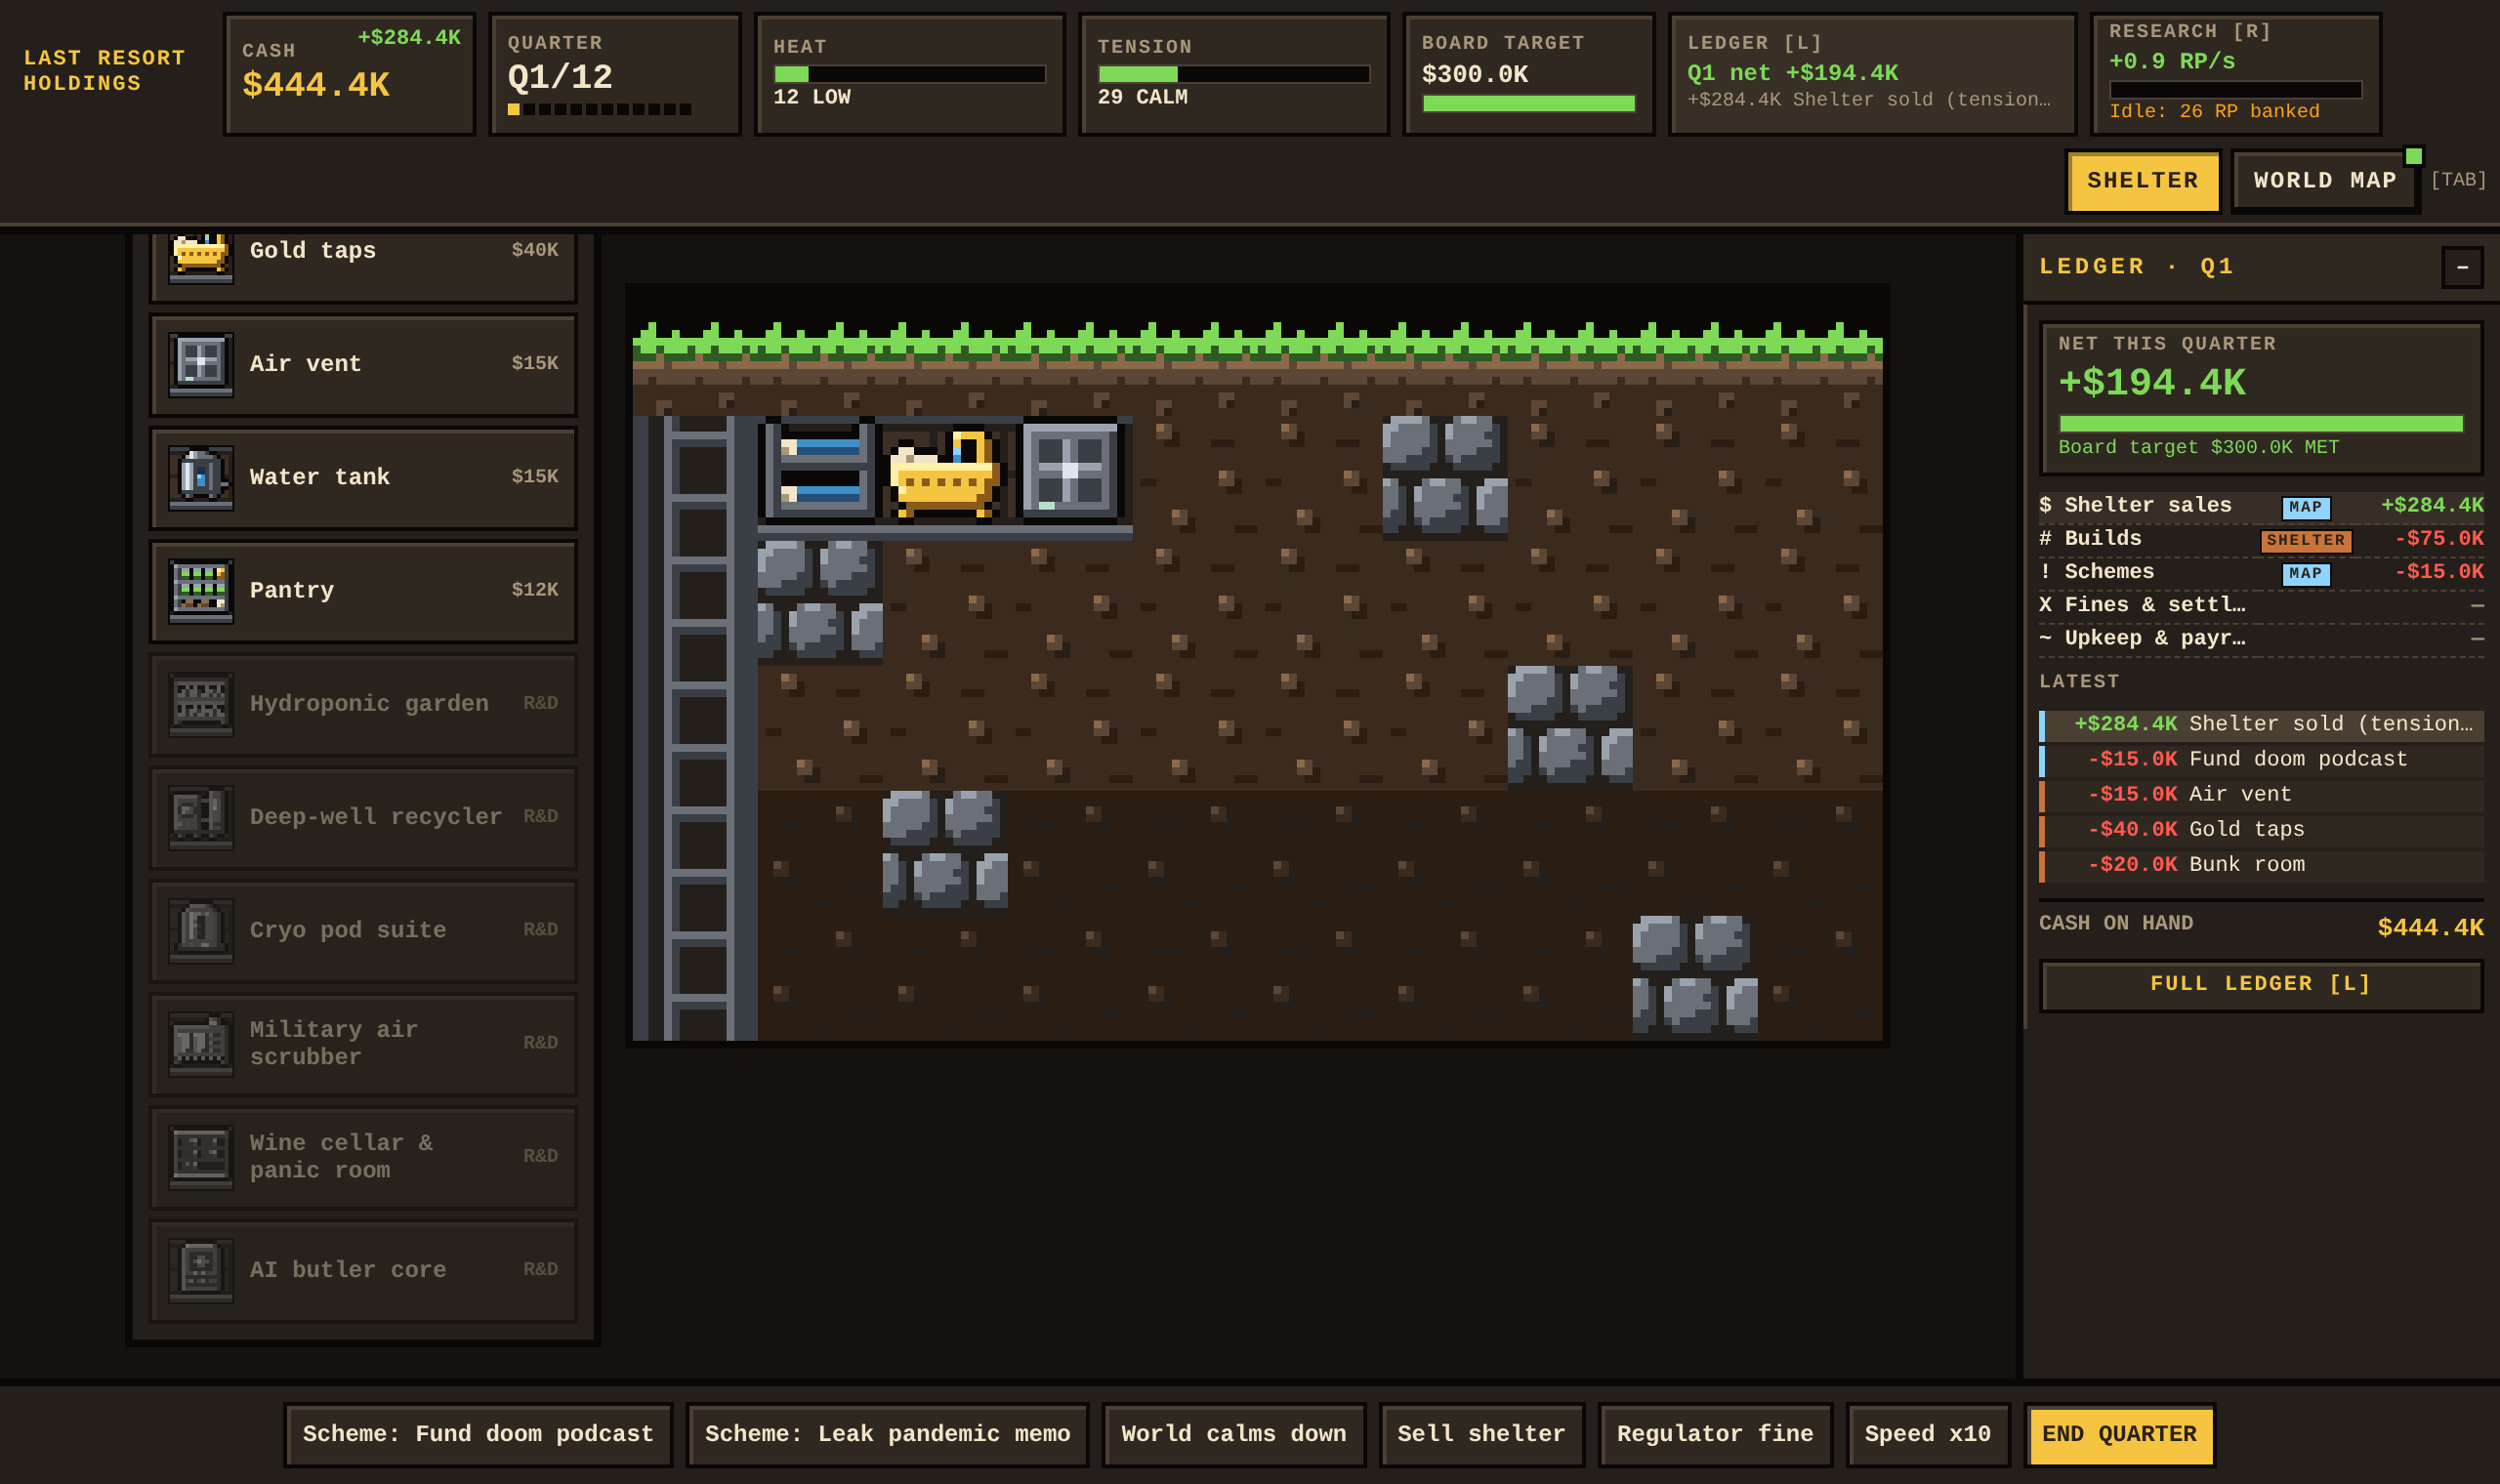 LAST RESORT
HOLDINGS
CASH
+$284.4K
$444.4K
QUARTER
Q1/12
HEAT
12 LOW
TENSION
29 CALM
BOARD TARGET
$300.0K
LEDGER [L]
Q1 net +$194.4K
+$284.4K Shelter sold (tension…
RESEARCH [R]
+0.9 RP/s
Idle: 26 RP banked
SHELTER
WORLD MAP
[TAB]
Gold taps $40K
Air vent $15K
Water tank $15K
Pantry $12K
Hydroponic garden R&D
Deep-well recycler R&D
Cryo pod suite R&D
Military air
scrubber R&D
Wine cellar &
panic room R&D
AI butler core R&D
LEDGER · Q1
–
NET THIS QUARTER
+$194.4K
Board target $300.0K MET
$ Shelter sales MAP +$284.4K
# Builds SHELTER -$75.0K
! Schemes MAP -$15.0K
X Fines & settl… —
~ Upkeep & payr… —
LATEST
+$284.4K Shelter sold (tension…
-$15.0K Fund doom podcast
-$15.0K Air vent
-$40.0K Gold taps
-$20.0K Bunk room
CASH ON HAND $444.4K
FULL LEDGER [L]
Scheme: Fund doom podcast
Scheme: Leak pandemic memo
World calms down
Sell shelter
Regulator fine
Speed x10
END QUARTER